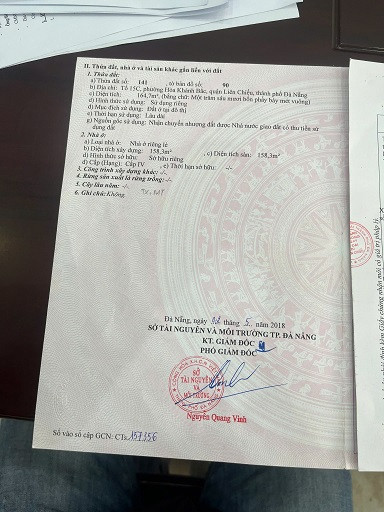 II. Thửa đất, nhà ở và tài sản khác gắn liền với đất
1. Thửa đất:
a) Thửa đất số: 141 tờ bản đồ số: 90
b) Địa chỉ: Tổ 15C, phường Hòa Khánh Bắc, quận Liên Chiểu, thành phố Đà Nẵng
c) Diện tích: 164,7m², (bằng chữ: Một trăm sáu mươi bốn phẩy bảy mét vuông)
d) Hình thức sử dụng: Sử dụng riêng
đ) Mục đích sử dụng: Đất ở tại đô thị
e) Thời hạn sử dụng: Lâu dài
g) Nguồn gốc sử dụng: Nhận chuyển nhượng đất được Nhà nước giao đất có thu tiền sử
dụng đất
2. Nhà ở:
a) Loại nhà ở: Nhà ở riêng lẻ
b) Diện tích xây dựng: 158,3m² , c) Diện tích sàn: 158,3m²
d) Hình thức sở hữu: Sở hữu riêng
đ) Cấp (Hạng): Cấp IV , e) Thời hạn sở hữu: -/-
3. Công trình xây dựng khác: -/-
4. Rừng sản xuất là rừng trồng: -/-
5. Cây lâu năm: -/-
6. Ghi chú: Không.
Đà Nẵng, ngày tháng 5 năm 2018
SỞ TÀI NGUYÊN VÀ MÔI TRƯỜNG TP. ĐÀ NẴNG
KT. GIÁM ĐỐC
PHÓ GIÁM ĐỐC
SỞ
TÀI NGUYÊN
VÀ
MÔI TRƯỜNG
Nguyễn Quang Vinh
Số vào sổ cấp GCN: CTs 157356